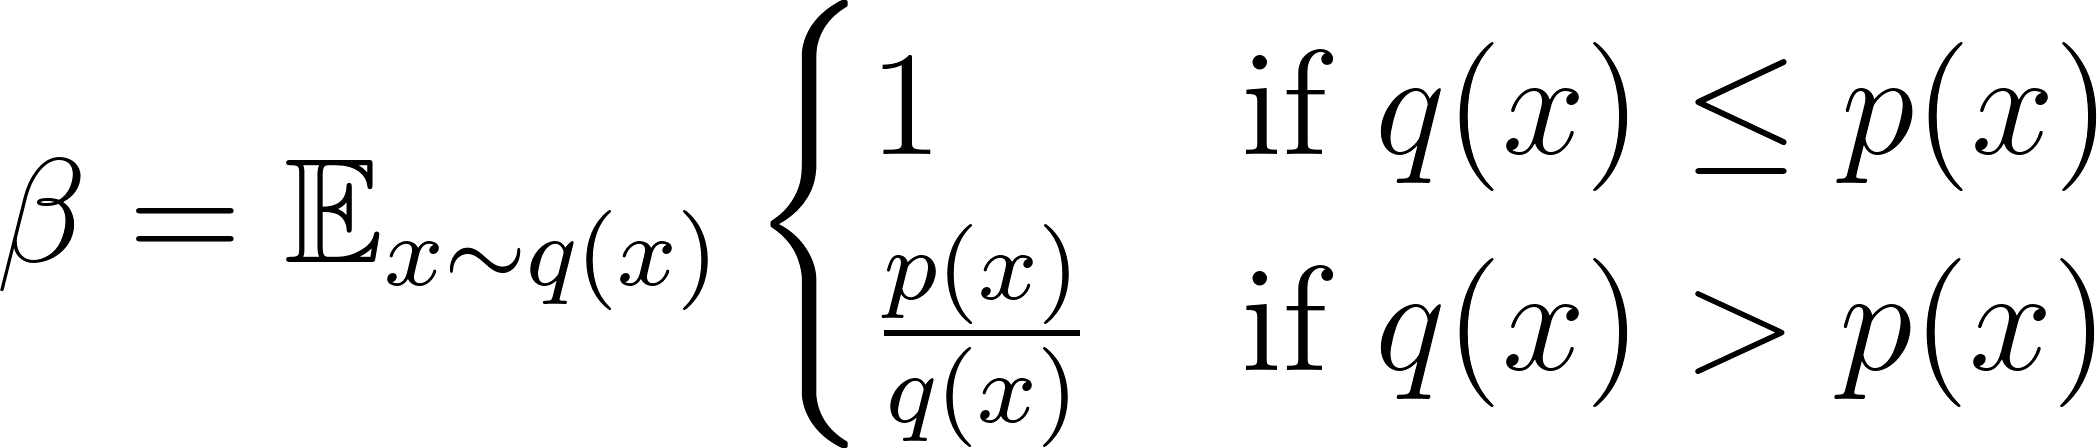 β = 𝔼_{x∼q(x)} { 1 if q(x) ≤ p(x)
p(x)/q(x) if q(x) > p(x)